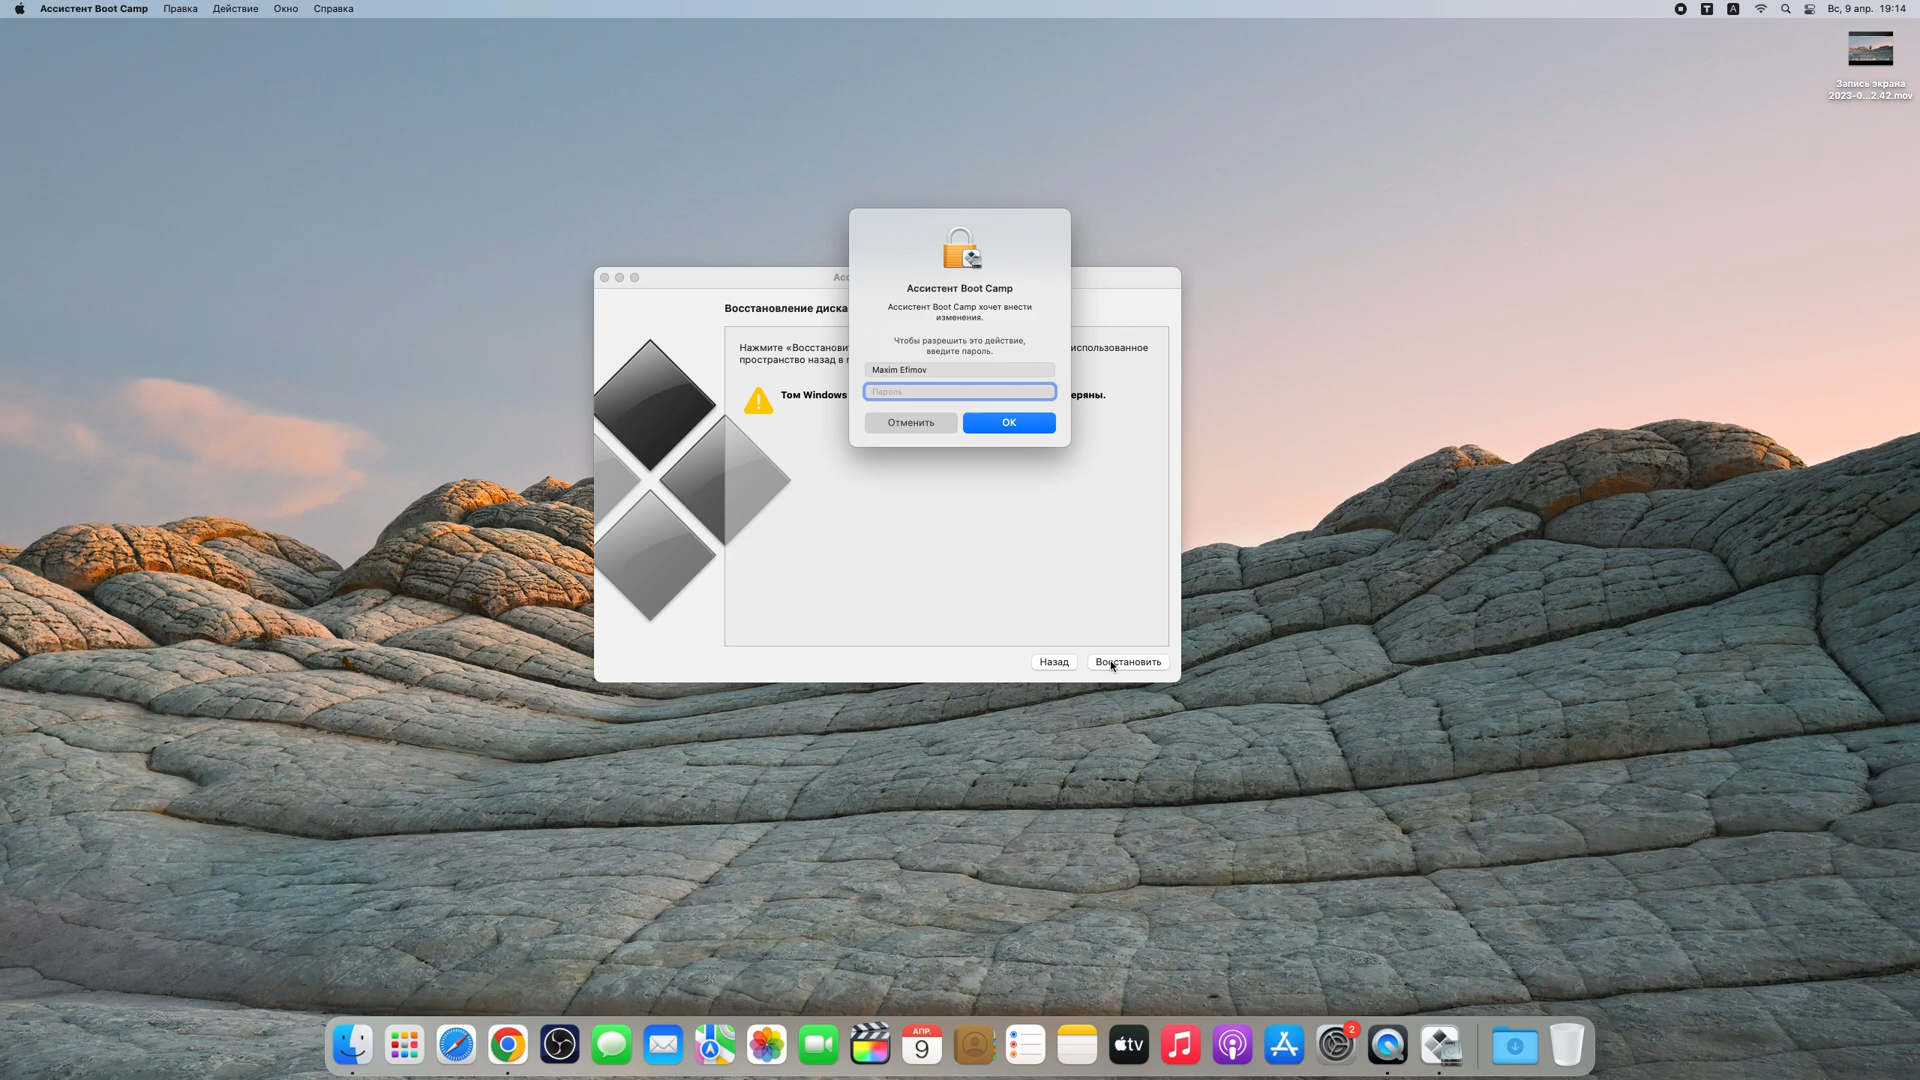 Ассистент Boot Camp Правка Действие Окно Справка
T A Вс, 9 апр. 19:14
Запись экрана
2023-0...2.42.mov
Ассистент Boot Camp
Ассистент Boot Camp хочет внести
изменения.
Чтобы разрешить это действие,
введите пароль.
Maxim Efimov
Пароль
Отменить OK
Восстановление диска
Нажмите «Восстанови использованное
пространство назад в
Том Windows еряны.
Назад Восстановить
АПР.
9
tv
2